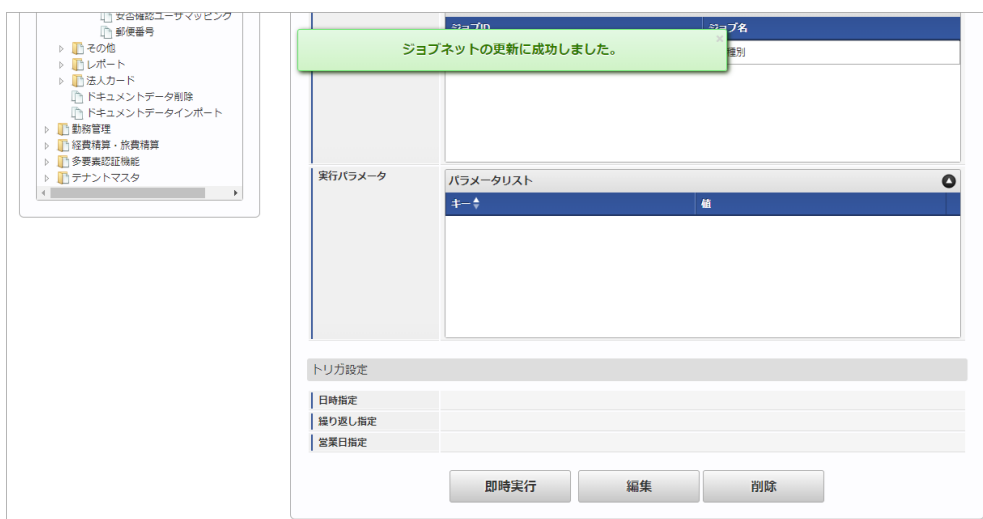 安否確認ユーザマッピング
郵便番号
その他
レポート
法人カード
ドキュメントデータ削除
ドキュメントデータインポート
勤務管理
経費精算・旅費精算
多要素認証機能
テナントマスタ
ジョブID
ジョブ名
ジョブネットの更新に成功しました。
×
種別
実行パラメータ
パラメータリスト
キー
値
トリガ設定
日時指定
繰り返し指定
営業日指定
即時実行
編集
削除